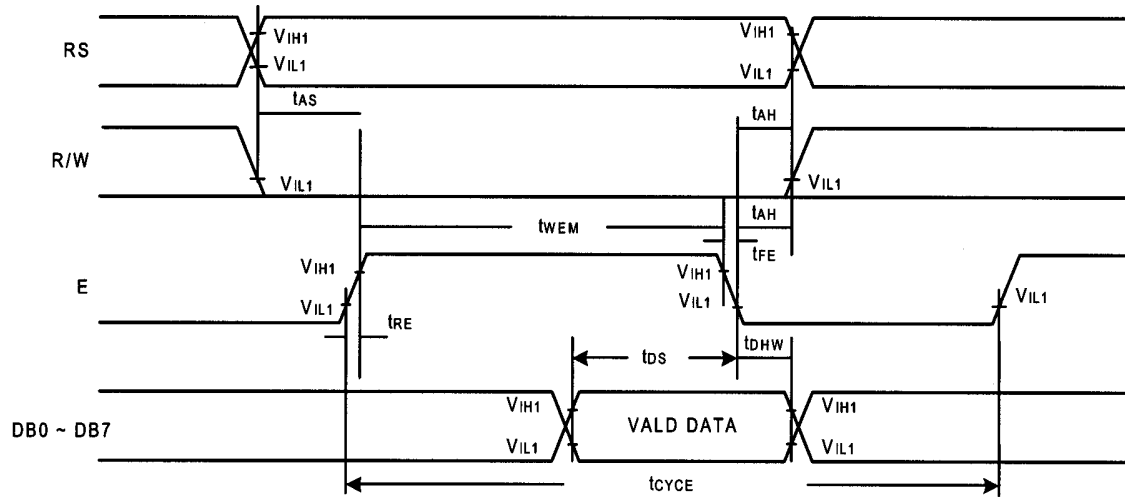 RS
VIH1
VIL1
VIH1
VIL1
tAS
tAH
R/W
VIL1
VIL1
tWEM
tAH
tFE
E
VIH1
VIL1
VIH1
VIL1
VIL1
tRE
tDS
tDHW
DB0 ~ DB7
VIH1
VIL1
VALD DATA
VIH1
VIL1
tCYCE